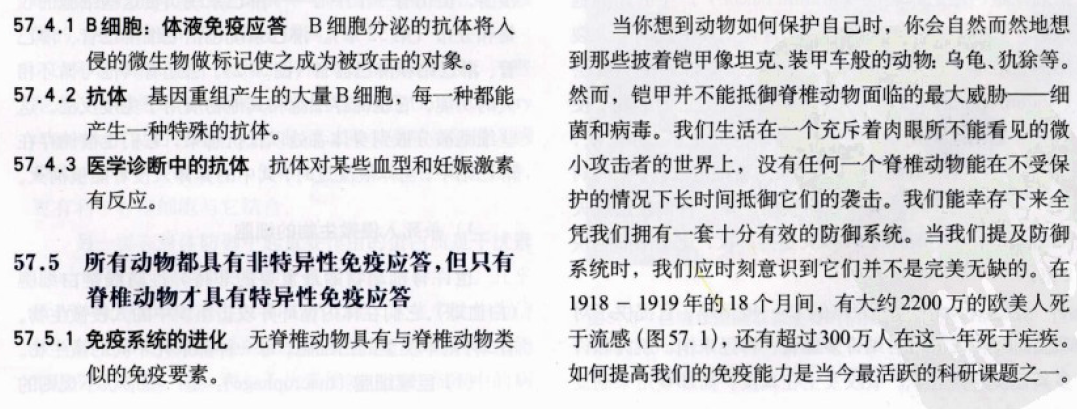 57.4.1 B细胞：体液免疫应答 B细胞分泌的抗体将入
侵的微生物做标记使之成为被攻击的对象。
57.4.2 抗体 基因重组产生的大量B细胞，每一种都能
产生一种特殊的抗体。
57.4.3 医学诊断中的抗体 抗体对某些血型和妊娠激素
有反应。
57.5 所有动物都具有非特异性免疫应答，但只有
脊椎动物才具有特异性免疫应答
57.5.1 免疫系统的进化 无脊椎动物具有与脊椎动物类
似的免疫要素.
当你想到动物如何保护自己时，你会自然而然地想
到那些披着铠甲像坦克、装甲车般的动物：乌龟、犰狳等。
然而，铠甲并不能抵御脊椎动物面临的最大威胁——细
菌和病毒。我们生活在一个充斥着肉眼所不能看见的微
小攻击者的世界上，没有任何一个脊椎动物能在不受保
护的情况下长时间抵御它们的袭击。我们能幸存下来全
凭我们拥有一套十分有效的防御系统。当我们提及防御
系统时，我们应时刻意识到它们并不是完美无缺的。在
1918－1919年的18个月间，有大约2200万的欧美人死
于流感（图57.1），还有超过300万人在这一年死于疟疾。
如何提高我们的免疫能力是当今最活跃的科研课题之一。